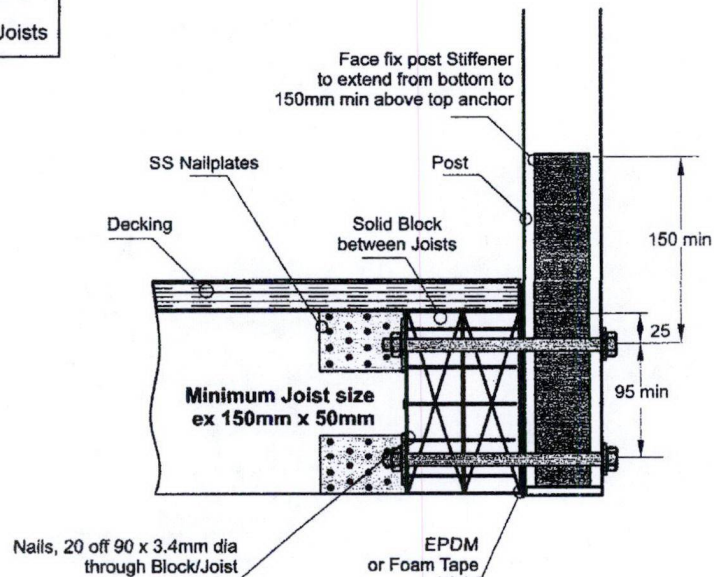 Joists
Face fix post Stiffener
to extend from bottom to
150mm min above top anchor
SS Nailplates
Post
Decking
Solid Block
between Joists
150 min
25
Minimum Joist size
ex 150mm x 50mm
95 min
Nails, 20 off 90 x 3.4mm dia
through Block/Joist
EPDM
or Foam Tape